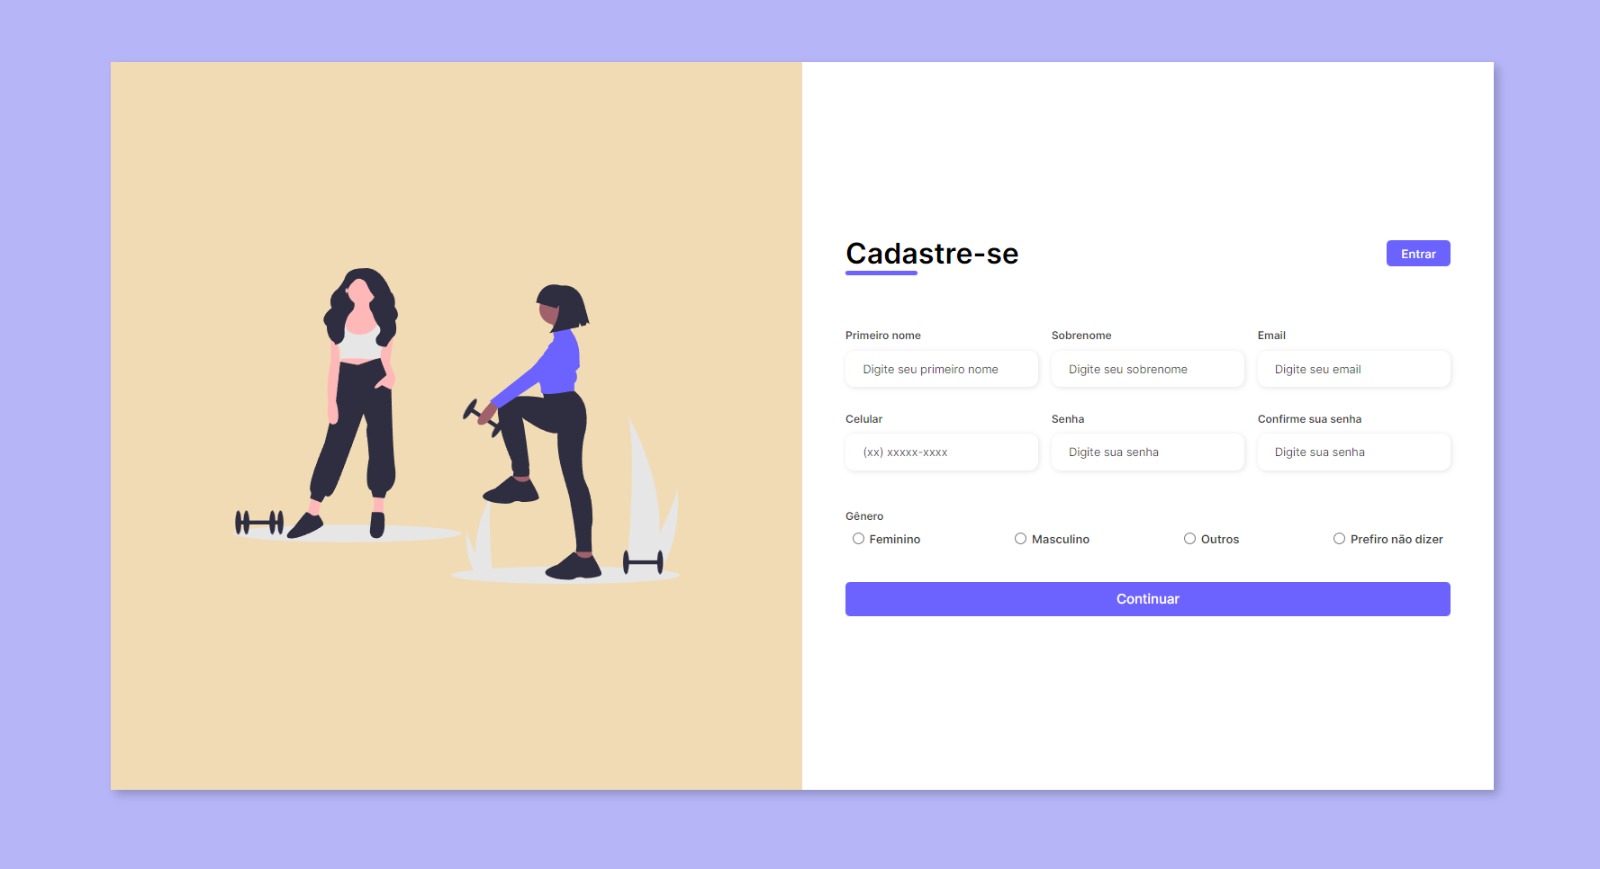 Cadastre-se
Entrar
Primeiro nome
Sobrenome
Email
Digite seu primeiro nome
Digite seu sobrenome
Digite seu email
Celular
Senha
Confirme sua senha
(xx) xxxxx-xxxx
Digite sua senha
Digite sua senha
Gênero
Feminino
Masculino
Outros
Prefiro não dizer
Continuar